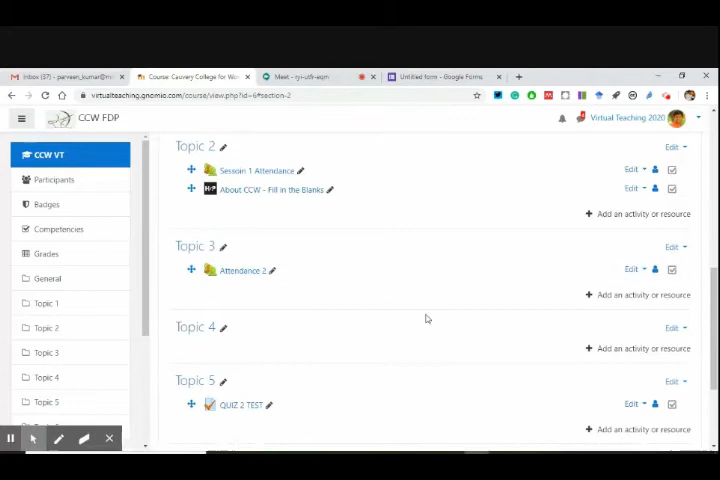 Inbox (37) - parveen_kumar@m
Course: Cauvery College for Wom
Meet - ryi-utfr-eqm
Untitled form - Google Forms
virtualteaching.gnomio.com/course/view.php?id=6#section-2
CCW FDP
Virtual Teaching 2020
CCW VT
Participants
Badges
Competencies
Grades
General
Topic 1
Topic 2
Topic 3
Topic 4
Topic 5
Topic 2
Edit
Sessoin 1 Attendance
Edit
H-P
About CCW - Fill in the Blanks
Edit
Add an activity or resource
Topic 3
Edit
Attendance 2
Edit
Add an activity or resource
Topic 4
Edit
Add an activity or resource
Topic 5
Edit
QUIZ 2 TEST
Edit
Add an activity or resource